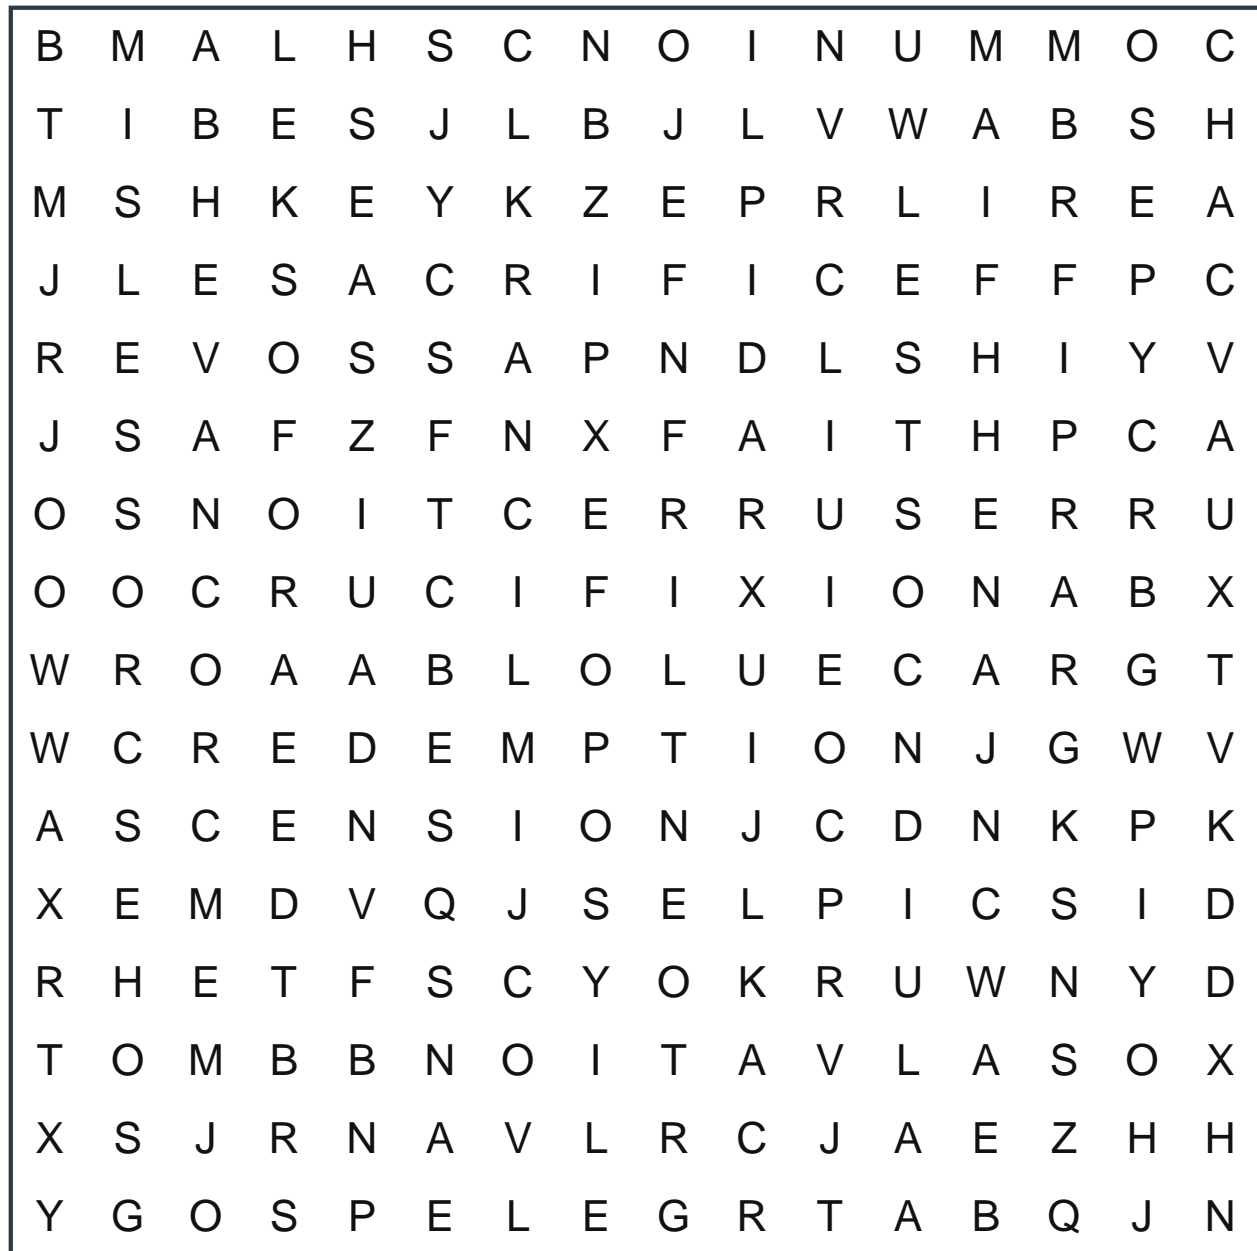 B M A L H S C N O I N U M M O C
T I B E S J L B J L V W A B S H
M S H K E Y K Z E P R L I R E A
J L E S A C R I F I C E F F P C
R E V O S S A P N D L S H I Y V
J S A F Z F N X F A I T H P C A
O S N O I T C E R R U S E R R U
O O C R U C I F I X I O N A B X
W R O A A B L O L U E C A R G T
W C R E D E M P T I O N J G W V
A S C E N S I O N J C D N K P K
X E M D V Q J S E L P I C S I D
R H E T F S C Y O K R U W N Y D
T O M B B N O I T A V L A S O X
X S J R N A V L R C J A E Z H H
Y G O S P E L E G R T A B Q J N